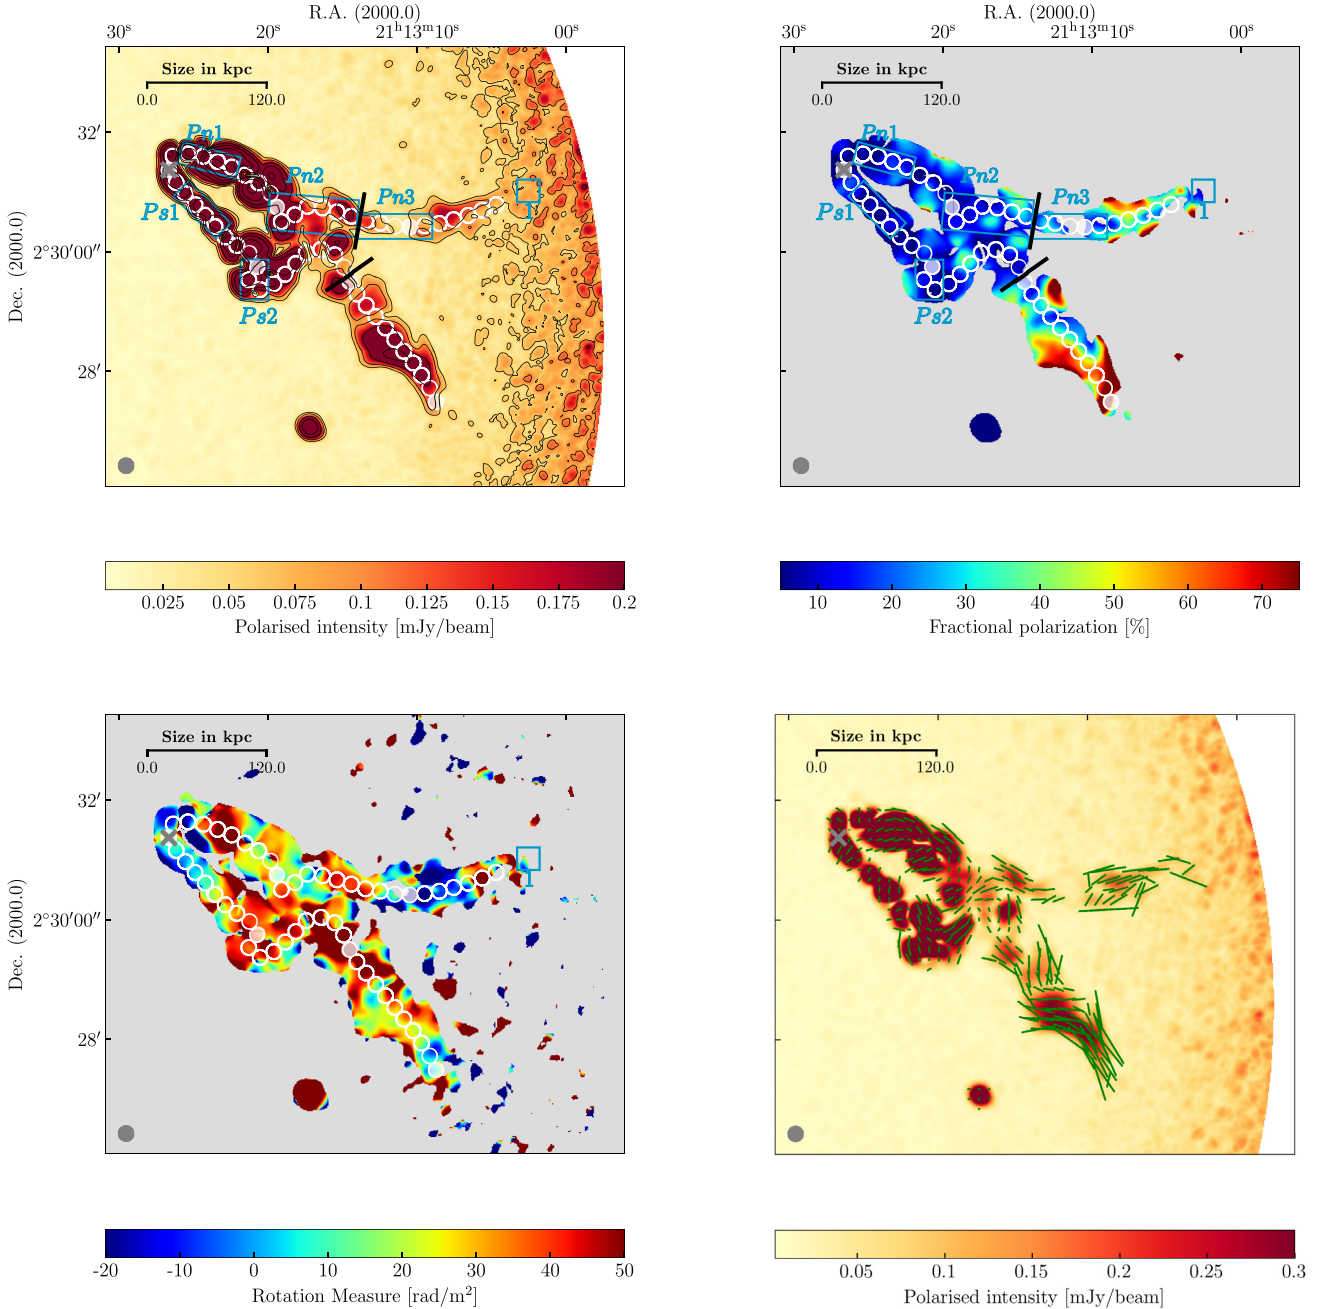 R.A. (2000.0)
30ˢ 20ˢ 21ʰ13ᵐ10ˢ 00ˢ
Size in kpc
0.0 120.0
Dec. (2000.0)
32′
2°30′00″
28′
Pn1
Pn2
Pn3
Ps1
Ps2
1
0.025 0.05 0.075 0.1 0.125 0.15 0.175 0.2
Polarised intensity [mJy/beam]
R.A. (2000.0)
30ˢ 20ˢ 21ʰ13ᵐ10ˢ 00ˢ
Size in kpc
0.0 120.0
Pn1
Pn2
Pn3
Ps1
Ps2
1
10 20 30 40 50 60 70
Fractional polarization [%]
Size in kpc
0.0 120.0
Dec. (2000.0)
32′
2°30′00″
28′
1
-20 -10 0 10 20 30 40 50
Rotation Measure [rad/m²]
Size in kpc
0.0 120.0
0.05 0.1 0.15 0.2 0.25 0.3
Polarised intensity [mJy/beam]